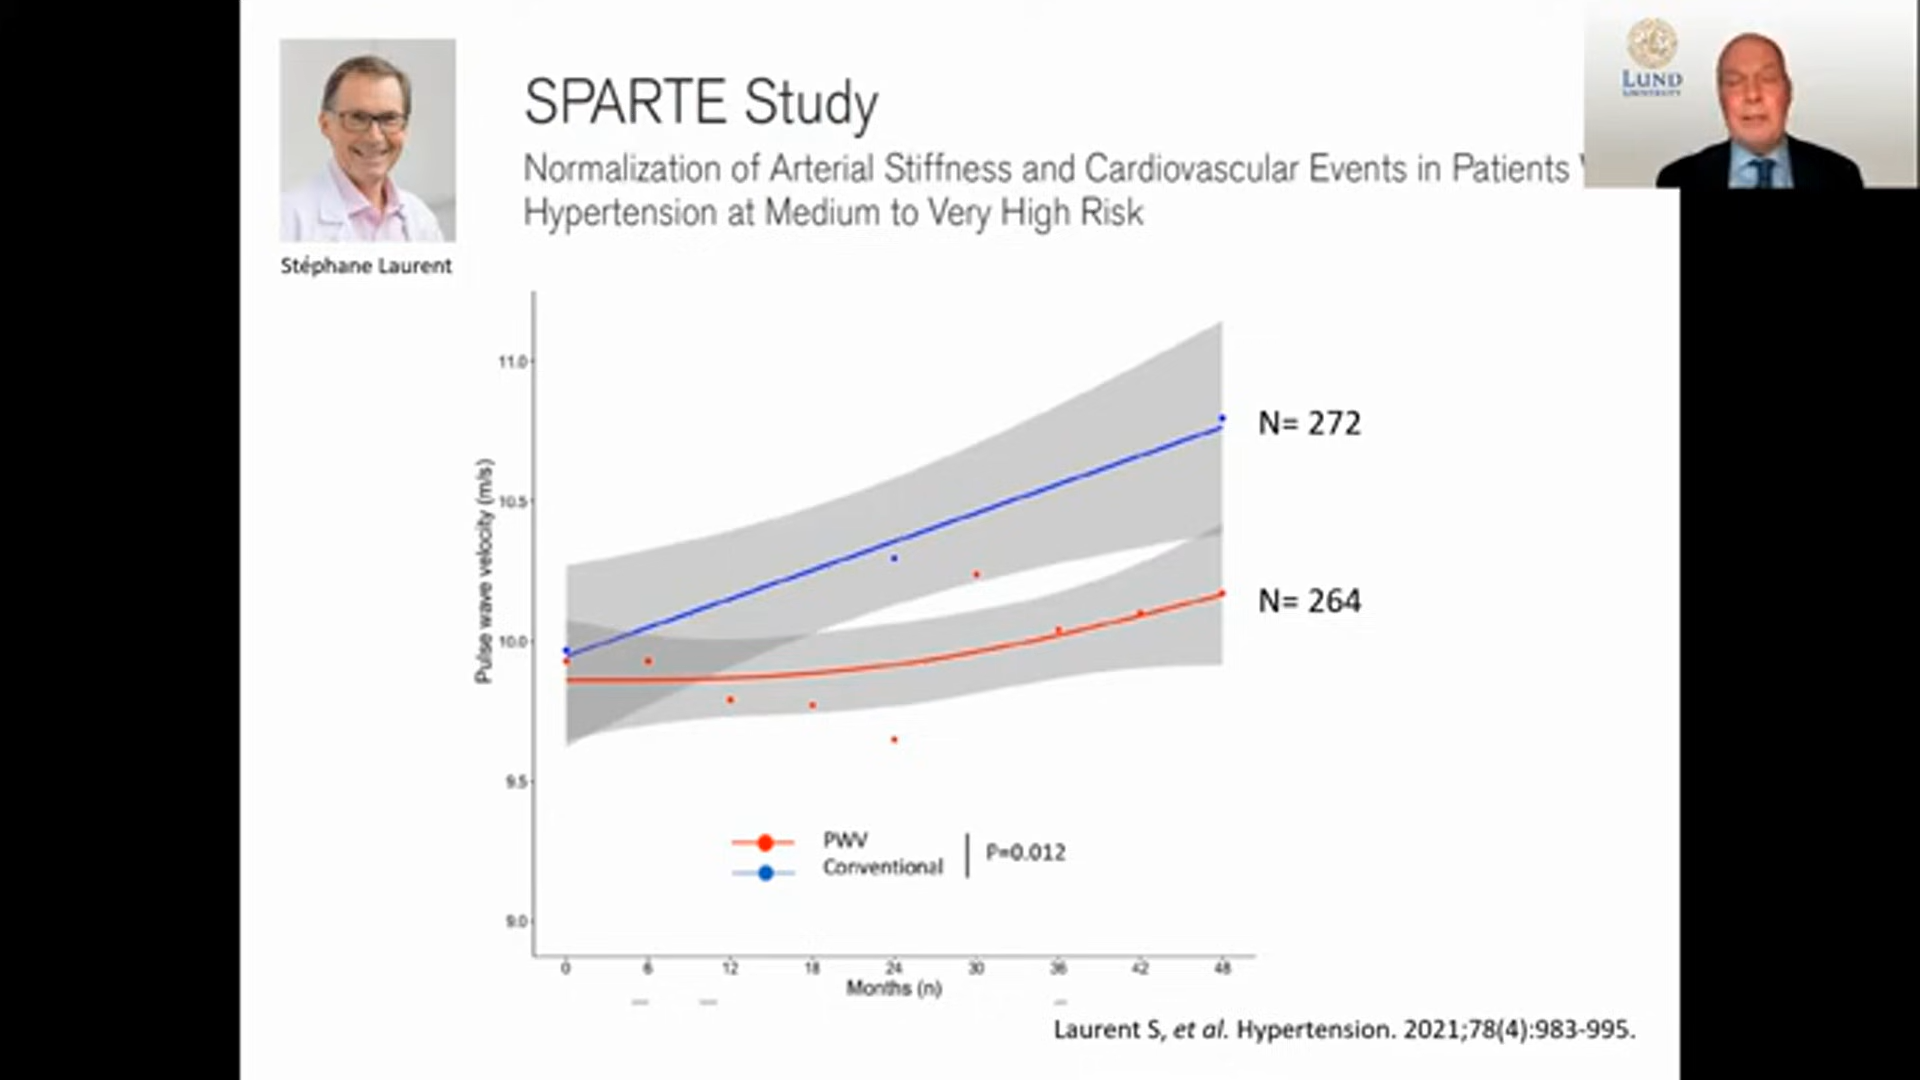 SPARTE Study
Normalization of Arterial Stiffness and Cardiovascular Events in Patients
Hypertension at Medium to Very High Risk
LUND
UNIVERSITY
Stéphane Laurent
11.0
10.5
10.0
9.5
9.0
Pulse wave velocity (m/s)
N= 272
N= 264
PWV
Conventional
P=0.012
0 6 12 18 24 30 36 42 48
Months (n)
Laurent S, et al. Hypertension. 2021;78(4):983-995.